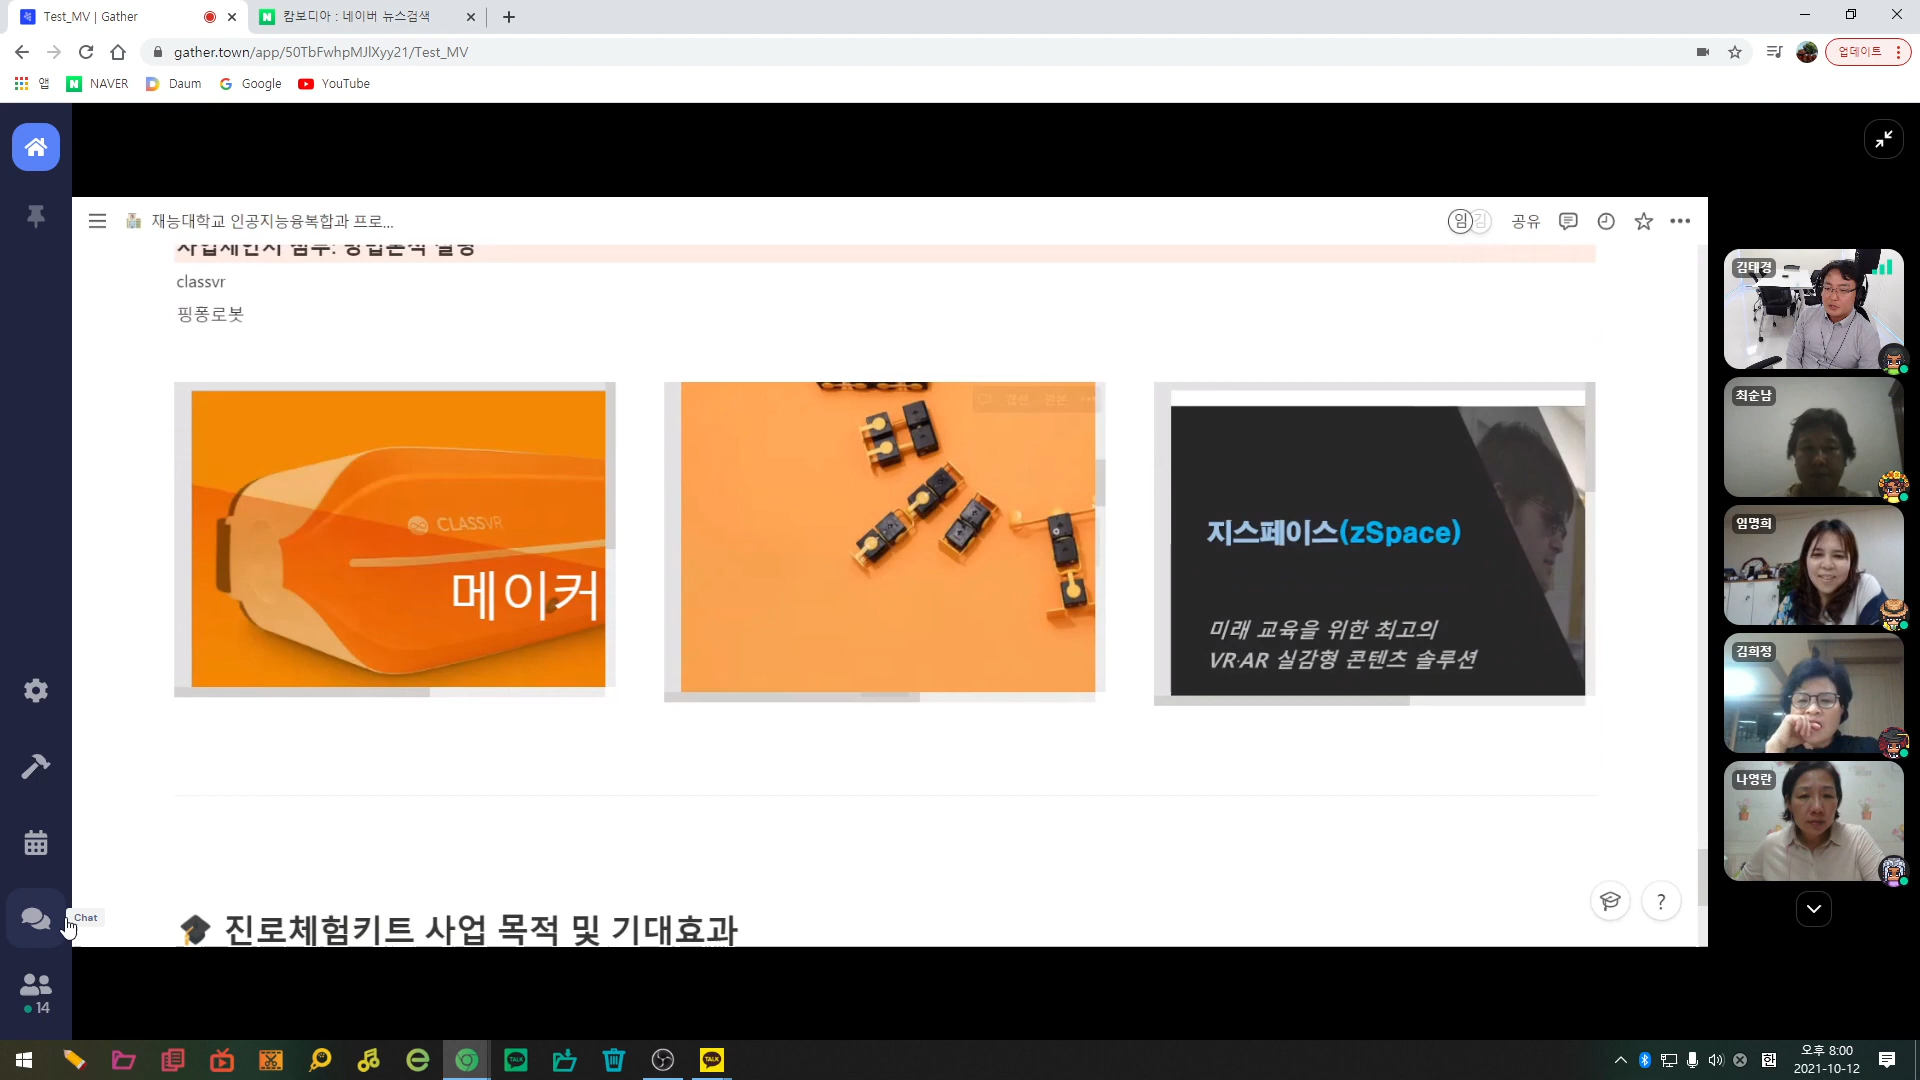 Test_MV | Gather
캄보디아 : 네이버 뉴스검색
gather.town/app/50TbFwhpMJlXyy21/Test_MV
업데이트
앱
NAVER
Daum
Google
YouTube
재능대학교 인공지능융복합과 프로...
임
김
공유
classvr
핑퐁로봇
CLASSVR
메이커
지스페이스(zSpace)
미래 교육을 위한 최고의
VR·AR 실감형 콘텐츠 솔루션
진로체험키트 사업 목적 및 기대효과
?
김태경
최순남
임명희
김희정
나영란
Chat
14
TALK
TALK
한
오후 8:00
2021-10-12